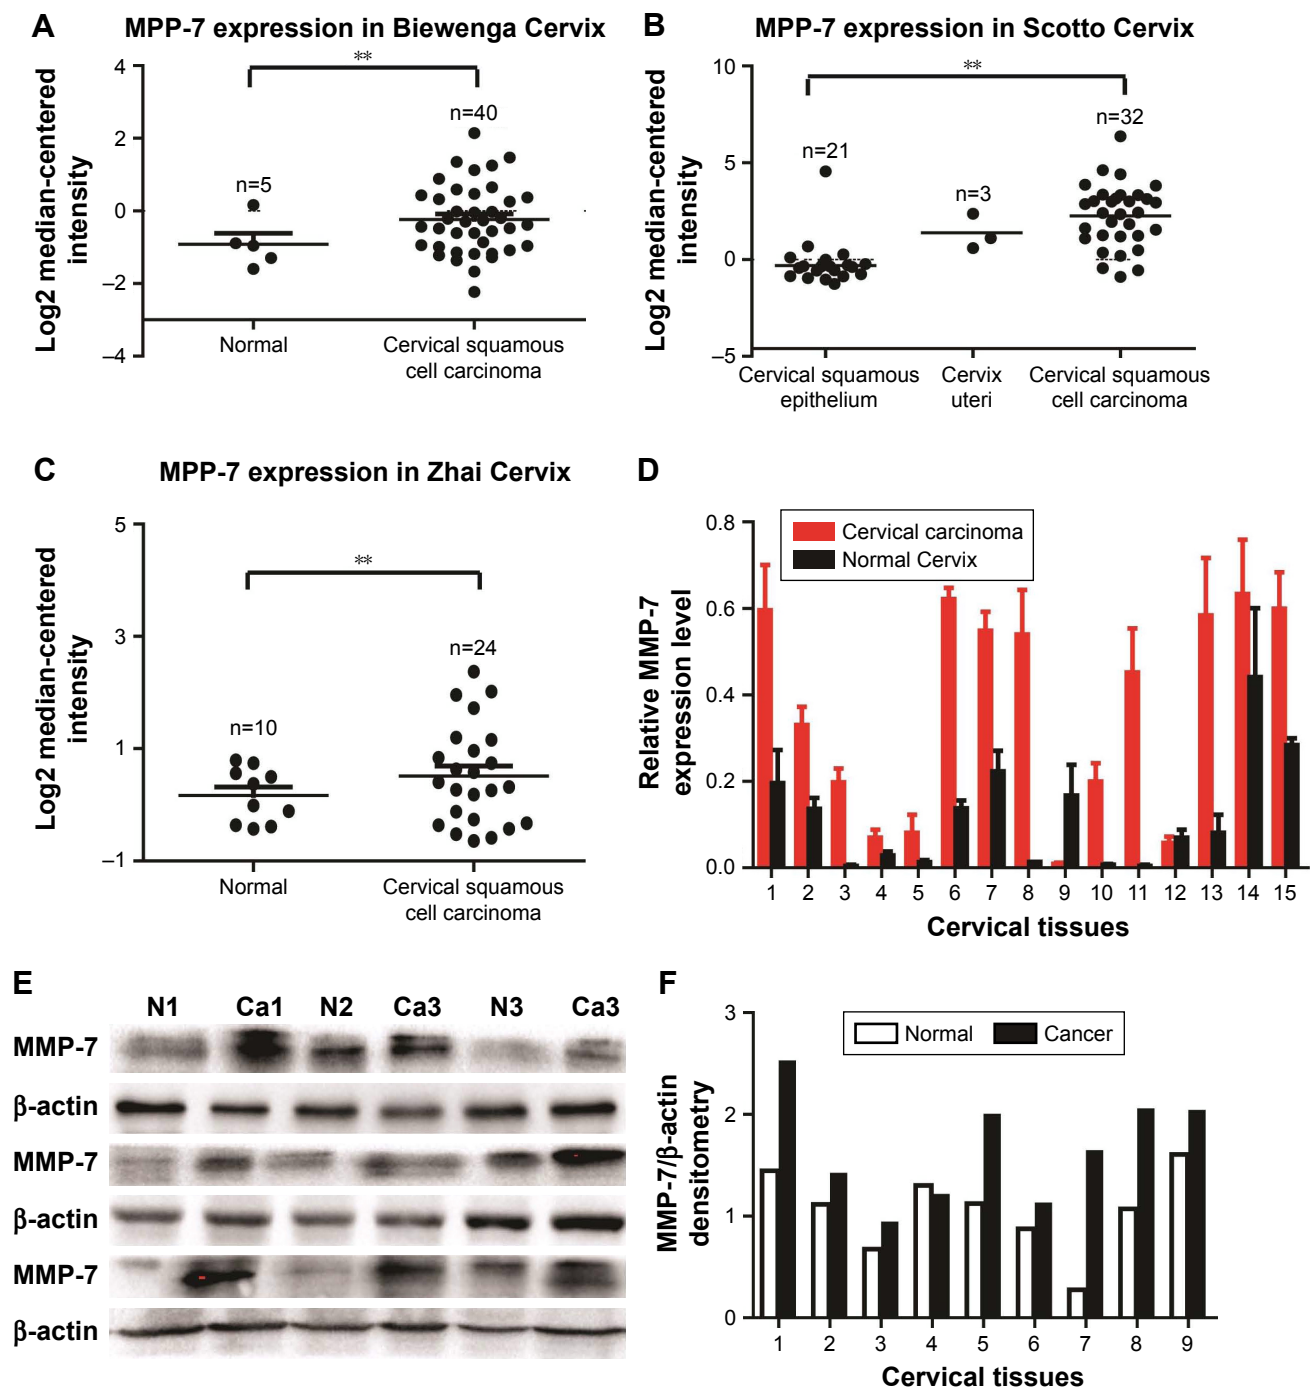 A
MPP-7 expression in Biewenga Cervix
**
Log2 median-centered
intensity
4
2
0
–2
–4
n=5
n=40
Normal
Cervical squamous
cell carcinoma
B
MPP-7 expression in Scotto Cervix
**
Log2 median-centered
intensity
10
5
0
–5
n=21
n=3
n=32
Cervical squamous
epithelium
Cervix
uteri
Cervical squamous
cell carcinoma
C
MPP-7 expression in Zhai Cervix
**
Log2 median-centered
intensity
5
3
1
–1
n=10
n=24
Normal
Cervical squamous
cell carcinoma
D
Cervical carcinoma
Normal Cervix
Relative MMP-7
expression level
0.8
0.6
0.4
0.2
0.0
1 2 3 4 5 6 7 8 9 10 11 12 13 14 15
Cervical tissues
E
N1 Ca1 N2 Ca3 N3 Ca3
MMP-7
β-actin
MMP-7
β-actin
MMP-7
β-actin
F
Normal Cancer
MMP-7/β-actin
densitometry
3
2
1
0
1 2 3 4 5 6 7 8 9
Cervical tissues